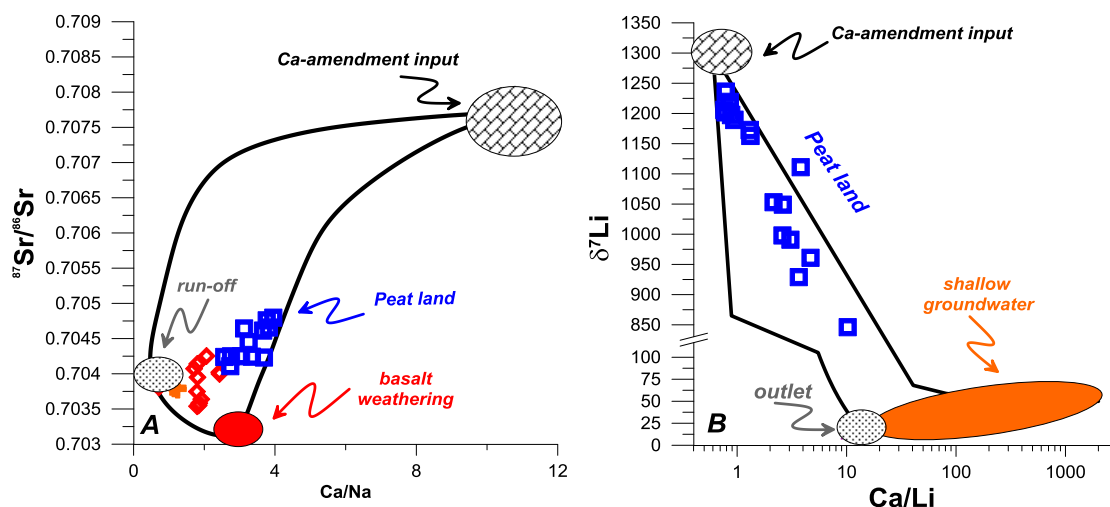 0.709
0.7085
0.708
0.7075
0.707
0.7065
0.706
0.7055
0.705
0.7045
0.704
0.7035
0.703
⁸⁷Sr/⁸⁶Sr
0
4
8
12
Ca/Na
Ca-amendment input
run-off
Peat land
basalt
weathering
A
1350
1300
1250
1200
1150
1100
1050
1000
950
900
850
100
75
50
25
0
δ⁷Li
1
10
100
1000
Ca/Li
Ca-amendment input
Peat land
shallow
groundwater
outlet
B